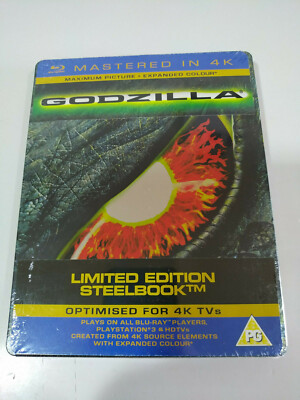 MASTERED IN 4K
MAXIMUM PICTURE • EXPANDED COLOUR*
GODZILLA
LIMITED EDITION
STEELBOOK™
OPTIMISED FOR 4K TVs
PLAYS ON ALL BLU-RAY™ PLAYERS,
PLAYSTATION®3 & HDTVs
CREATED FROM 4K SOURCE ELEMENTS
WITH EXPANDED COLOUR*
PG